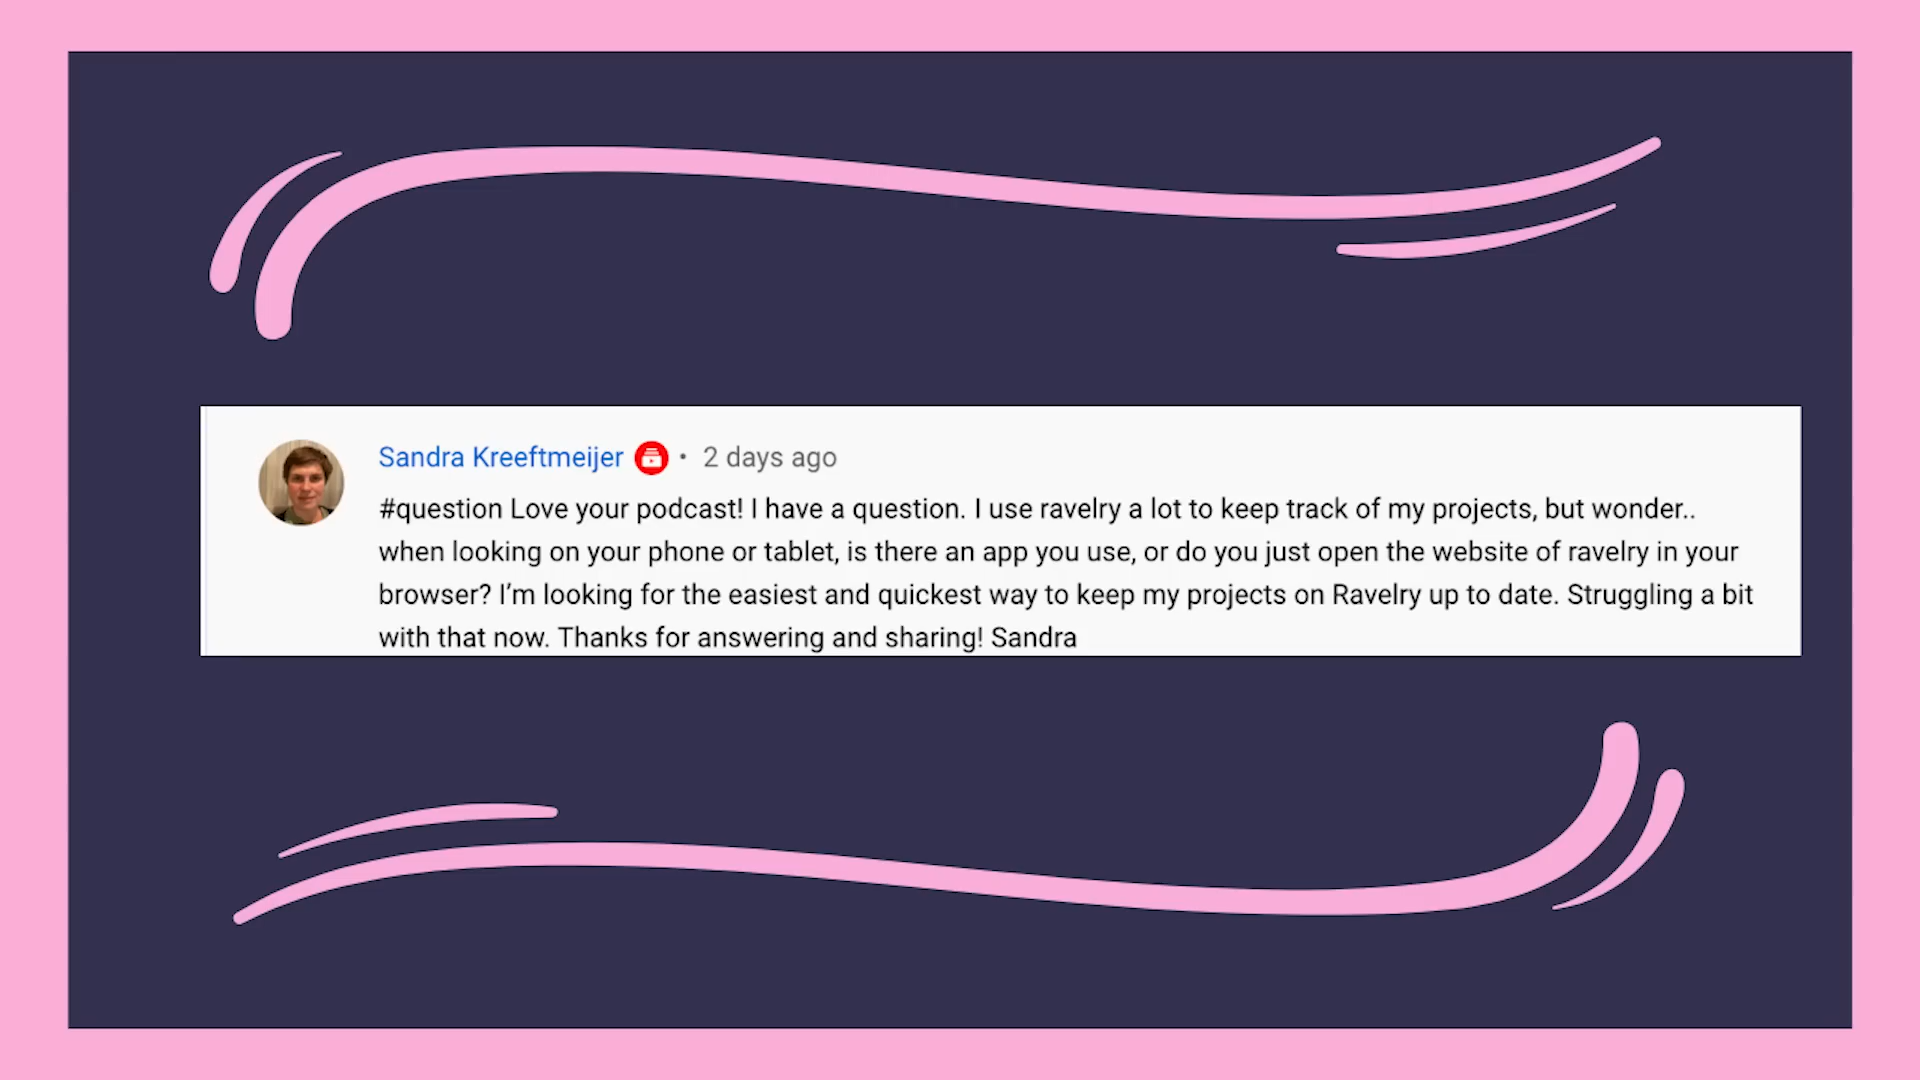 Sandra Kreeftmeijer • 2 days ago
#question Love your podcast! I have a question. I use ravelry a lot to keep track of my projects, but wonder..
when looking on your phone or tablet, is there an app you use, or do you just open the website of ravelry in your
browser? I’m looking for the easiest and quickest way to keep my projects on Ravelry up to date. Struggling a bit
with that now. Thanks for answering and sharing! Sandra